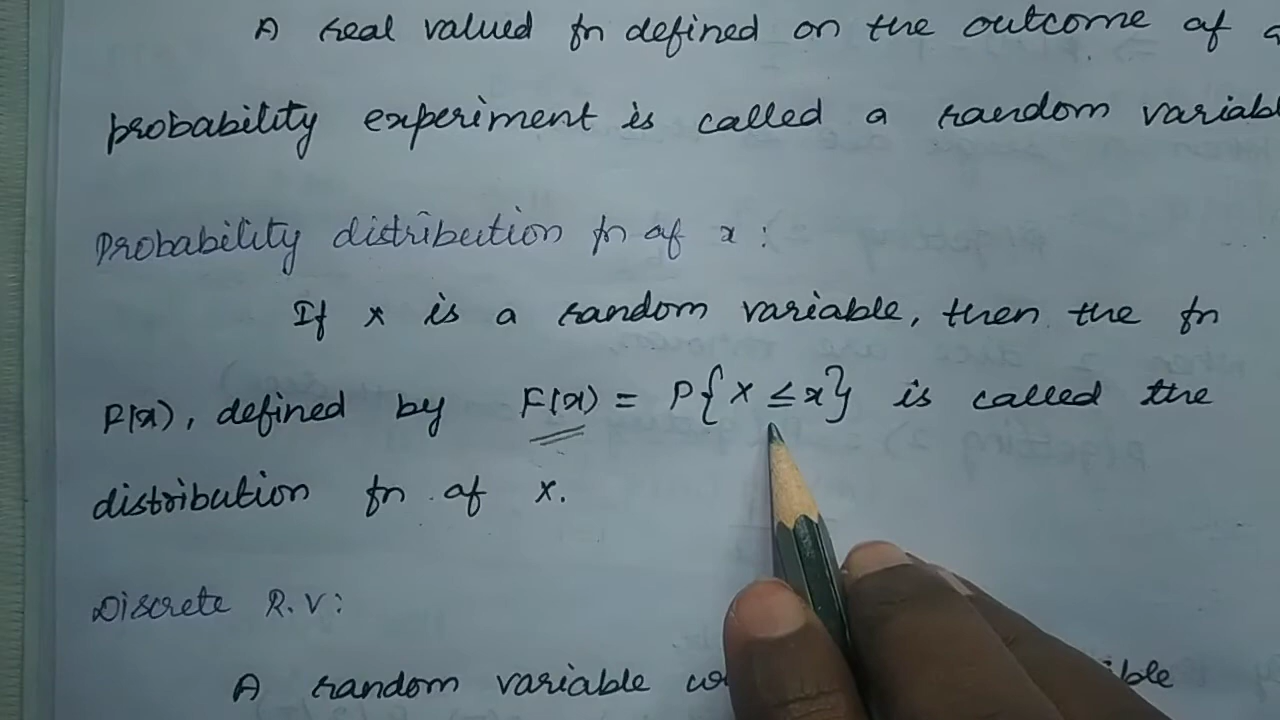 A real valued fn defined on the outcome of a
probability experiment is called a random variabl
Probability distribution fn of x :
If X is a random variable, then the fn
F(x), defined by F(x) = P{X ≤ x} is called the
distribution fn of X.
Discrete R.V :
A random variable